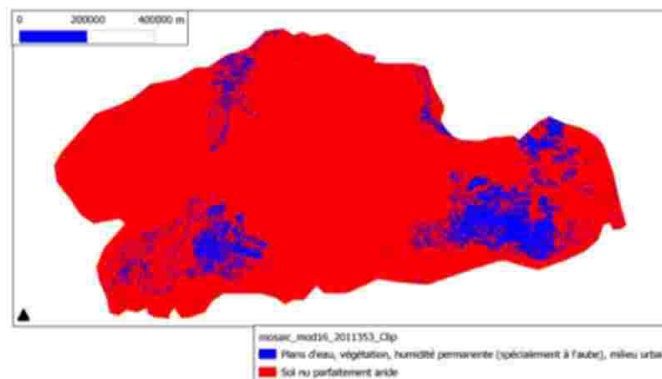 0 200000 400000 m
mosaic_mod16_2011353_Clip
Plans d'eau, végétation, humidité permanente (spécialement à l'aube), milieu urba
Sol nu parfaitement aride